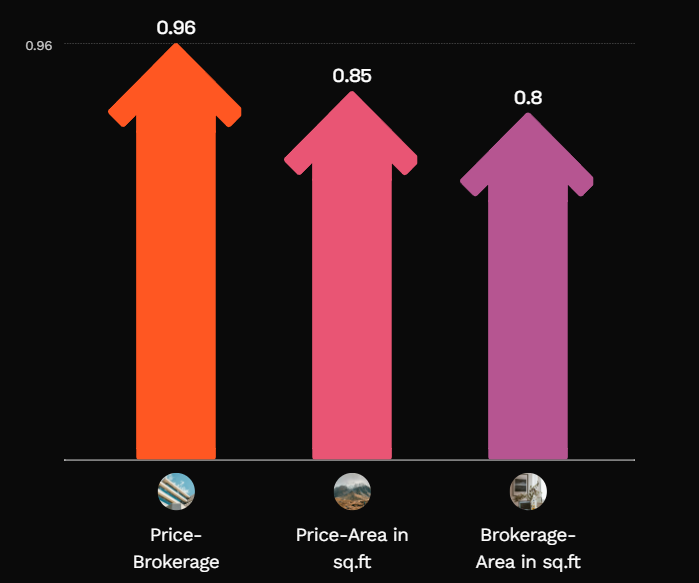 0.96
0.96
0.85
0.8
Price-
Brokerage
Price-Area in
sq.ft
Brokerage-
Area in sq.ft